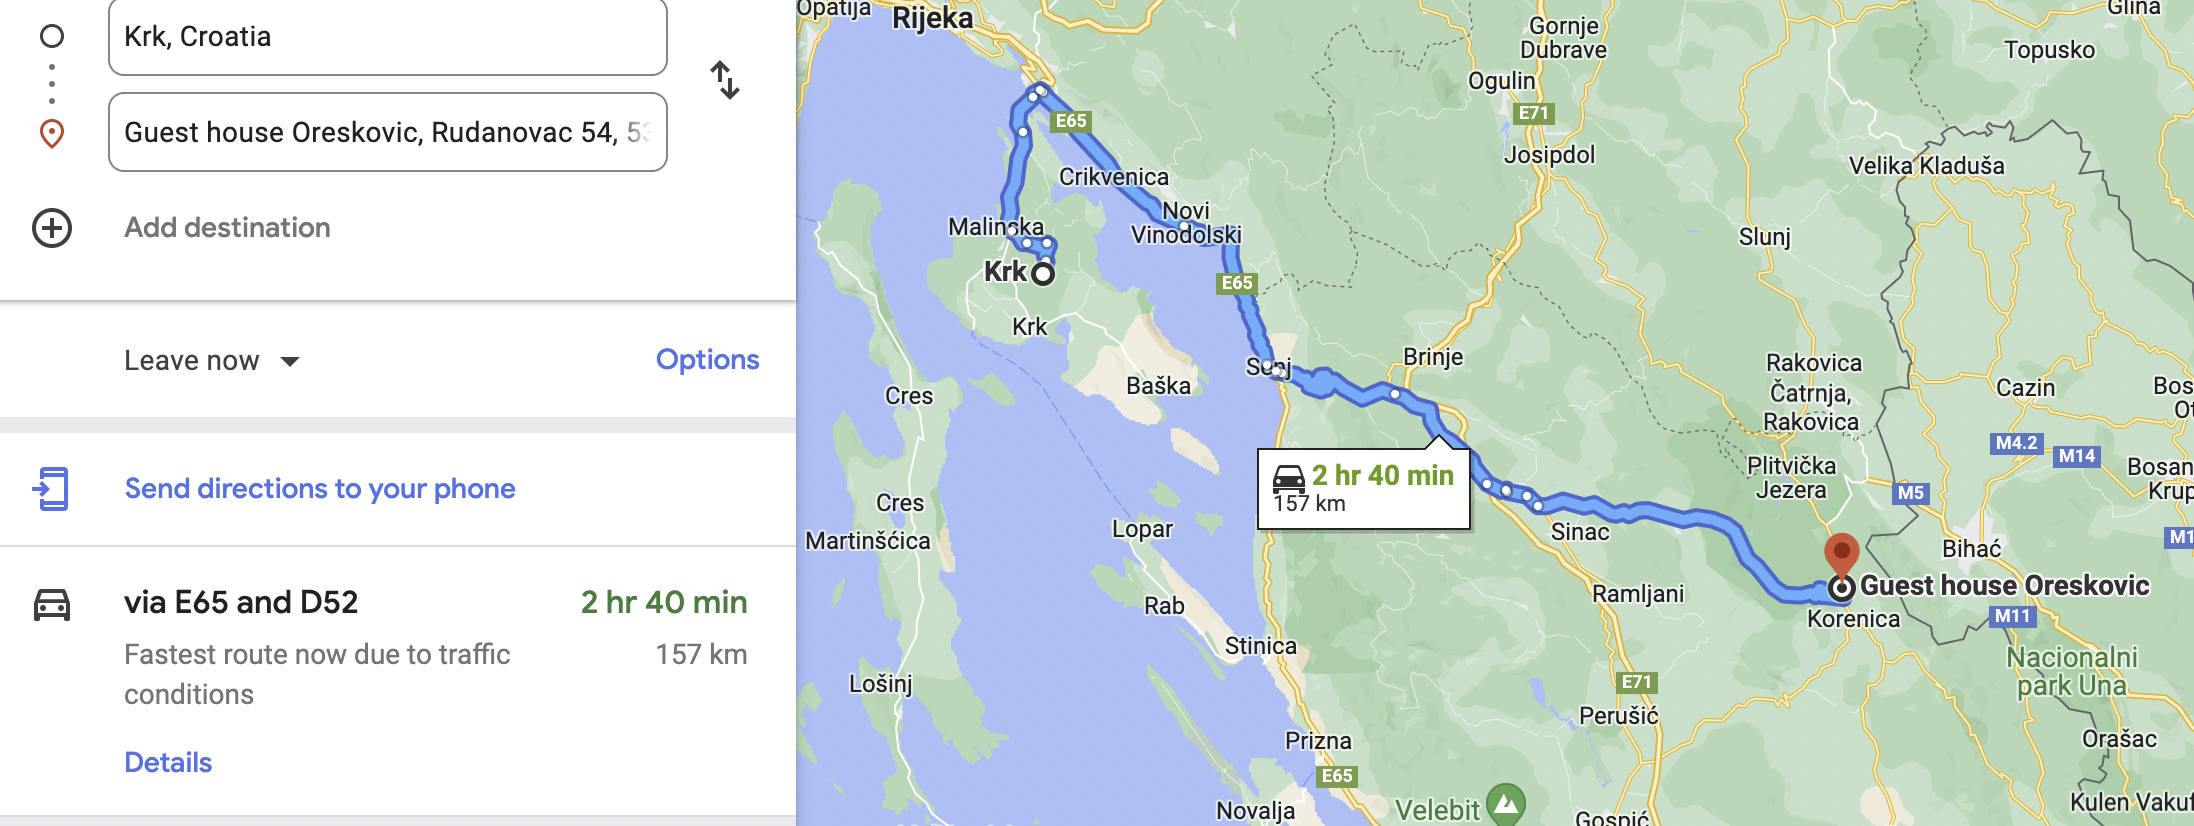 Krk, Croatia
Guest house Oreskovic, Rudanovac 54, 53
Add destination
Leave now
Options
Send directions to your phone
via E65 and D52
2 hr 40 min
Fastest route now due to traffic
conditions
157 km
Details
Opatija
Rijeka
Gornje
Dubrave
Glina
Topusko
Ogulin
E71
E65
Josipdol
Velika Kladuša
Crikvenica
Novi
Vinodolski
Malinska
Slunj
Krk
E65
Krk
Senj
Brinje
Rakovica
Čatrnja,
Rakovica
Cazin
Baška
Cres
M4.2
M14
Plitvička
Jezera
Bosan
Krup
2 hr 40 min
157 km
M5
Cres
Lopar
Martinšćica
Sinac
Bihać
Guest house Oreskovic
Ramljani
Rab
Korenica
M11
Stinica
Nacionalni
park Una
Lošinj
E71
Perušić
Prizna
Orašac
E65
Novalja
Velebit
Gospić
Kulen Vakuf